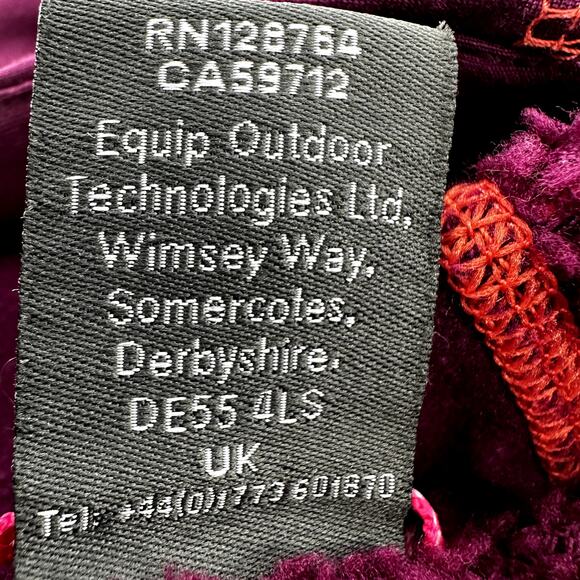 RN128764
CA59712
Equip Outdoor
Technologies Ltd,
Wimsey Way,
Somercotes,
Derbyshire.
DE55 4LS
UK
Tel: +44(0)1773 601870